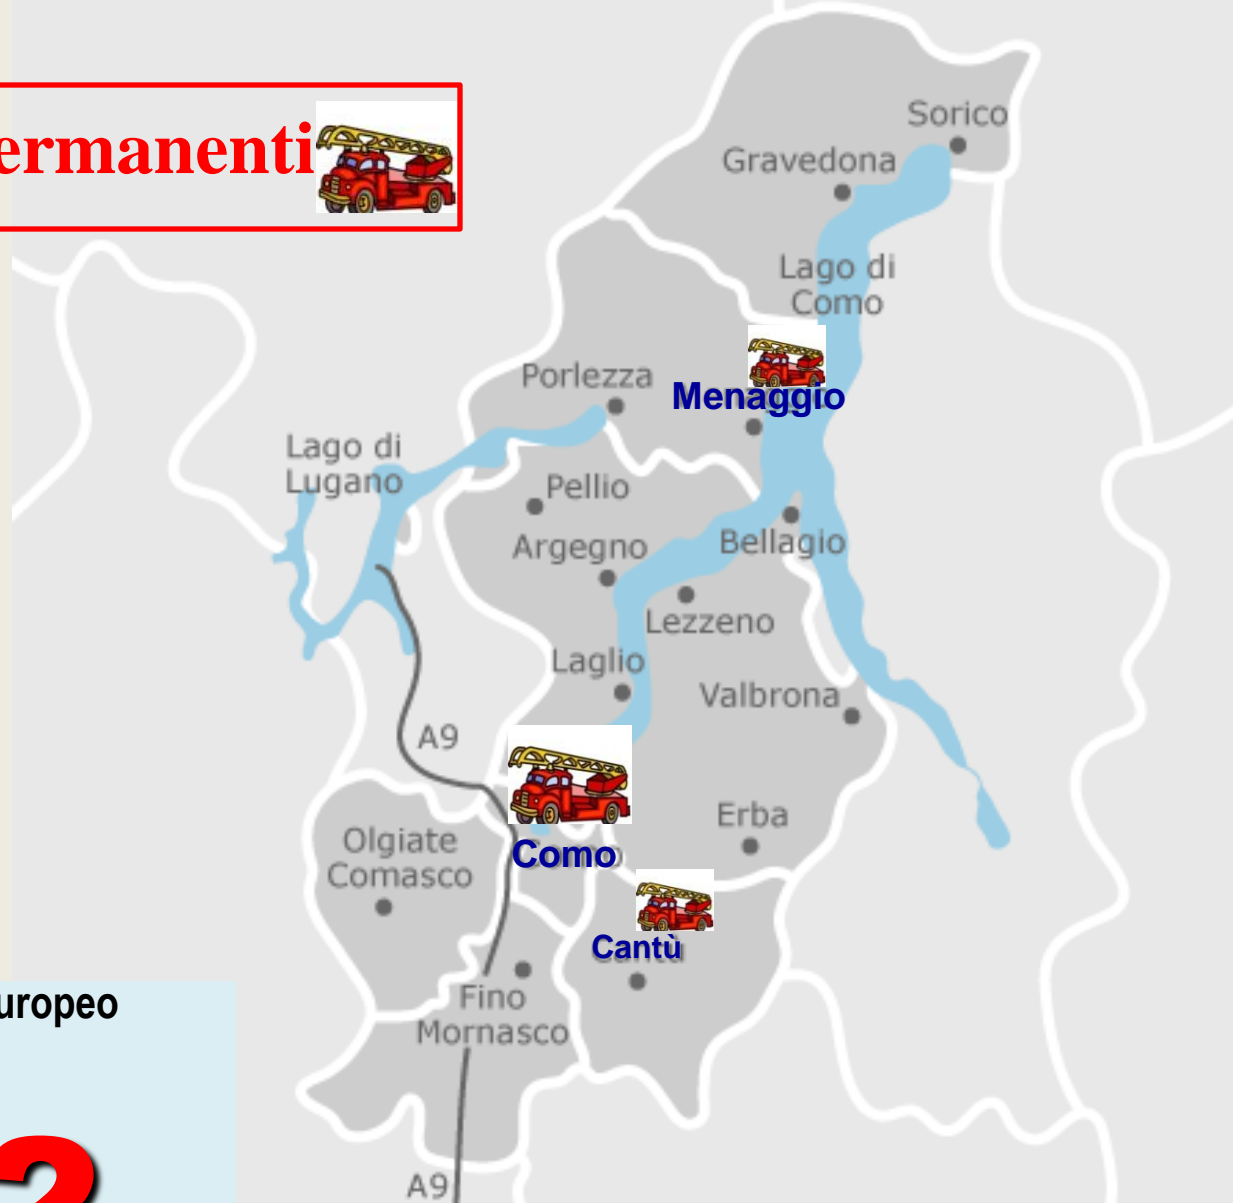 ermanenti
Sorico
Gravedona
Lago di
Como
Porlezza
Menaggio
Lago di
Lugano
Pellio
Argegno
Bellagio
Lezzeno
Laglio
Valbrona
A9
Erba
Olgiate
Comasco
Como
Cantù
Fino
Mornasco
uropeo
?
A9